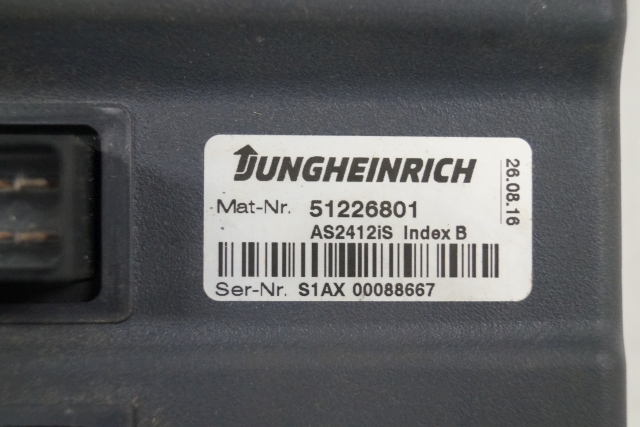 JUNGHEINRICH
Mat-Nr. 51226801
AS2412iS Index B
Ser-Nr. S1AX 00088667
26.08.16